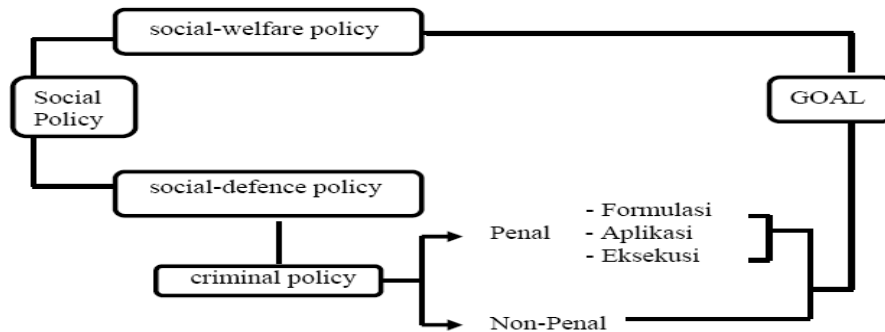 social-welfare policy
Social
Policy
GOAL
social-defence policy
- Formulasi
Penal - Aplikasi
- Eksekusi
criminal policy
Non-Penal